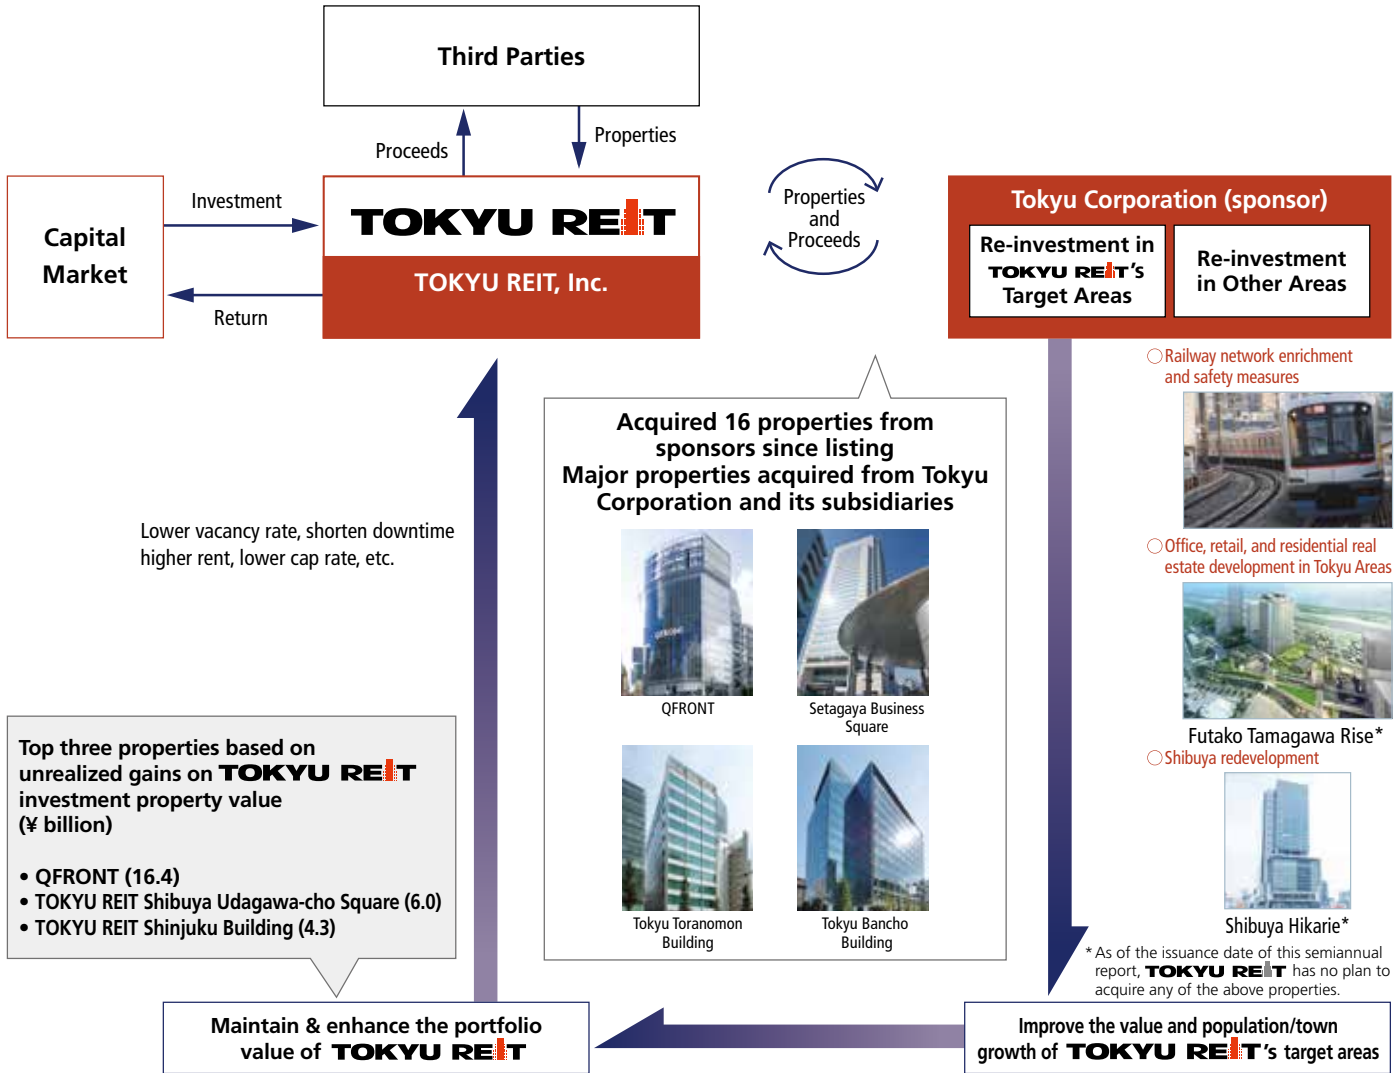 Third Parties
Proceeds
Properties
Capital
Market
Investment
Return
TOKYU REIT
TOKYU REIT, Inc.
Properties
and
Proceeds
Tokyu Corporation (sponsor)
Re-investment in
TOKYU REIT's
Target Areas
Re-investment
in Other Areas
○Railway network enrichment
and safety measures
○Office, retail, and residential real
estate development in Tokyu Areas
Futako Tamagawa Rise*
○Shibuya redevelopment
Shibuya Hikarie*
* As of the issuance date of this semiannual
report, TOKYU REIT has no plan to
acquire any of the above properties.
Acquired 16 properties from
sponsors since listing
Major properties acquired from Tokyu
Corporation and its subsidiaries
QFRONT
QFRONT
Setagaya Business
Square
Tokyu Toranomon
Building
Tokyu Bancho
Building
Lower vacancy rate, shorten downtime
higher rent, lower cap rate, etc.
Top three properties based on
unrealized gains on TOKYU REIT
investment property value
(¥ billion)
• QFRONT (16.4)
• TOKYU REIT Shibuya Udagawa-cho Square (6.0)
• TOKYU REIT Shinjuku Building (4.3)
Maintain & enhance the portfolio
value of TOKYU REIT
Improve the value and population/town
growth of TOKYU REIT's target areas